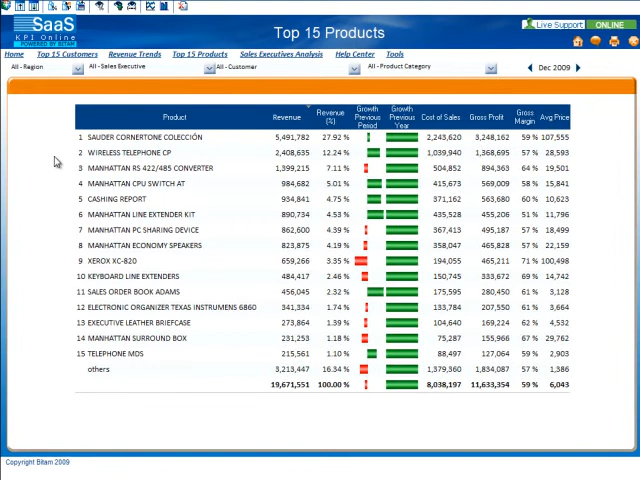 SaaS
KPI Online
POWERED BY BITAM
Top 15 Products
Live Support ONLINE
Home Top 15 Customers Revenue Trends Top 15 Products Sales Executives Analysis Help Center Tools
All - Region All - Sales Executive All - Customer All - Product Category Dec 2009
Product Revenue Revenue (%) Growth Previous Period Growth Previous Year Cost of Sales Gross Profit Gross Margin Avg Price
1 SAUDER CORNERTONE COLECCIÓN 5,491,782 27.92 % 2,243,620 3,248,162 59 % 107,555
2 WIRELESS TELEPHONE CP 2,408,635 12.24 % 1,039,940 1,368,695 57 % 28,593
3 MANHATTAN RS 422/485 CONVERTER 1,399,215 7.11 % 504,852 894,363 64 % 19,501
4 MANHATTAN CPU SWITCH AT 984,682 5.01 % 415,673 569,009 58 % 15,841
5 CASHING REPORT 934,841 4.75 % 371,162 563,680 60 % 10,623
6 MANHATTAN LINE EXTENDER KIT 890,734 4.53 % 435,528 455,206 51 % 11,796
7 MANHATTAN PC SHARING DEVICE 862,600 4.39 % 367,413 495,187 57 % 18,499
8 MANHATTAN ECONOMY SPEAKERS 823,875 4.19 % 358,047 465,828 57 % 22,159
9 XEROX XC-820 659,266 3.35 % 194,055 465,211 71 % 100,498
10 KEYBOARD LINE EXTENDERS 484,417 2.46 % 150,745 333,672 69 % 14,742
11 SALES ORDER BOOK ADAMS 456,045 2.32 % 175,595 280,450 61 % 3,128
12 ELECTRONIC ORGANIZER TEXAS INSTRUMENS 6860 341,334 1.74 % 133,784 207,550 61 % 3,664
13 EXECUTIVE LEATHER BRIEFCASE 273,864 1.39 % 104,640 169,224 62 % 4,532
14 MANHATTAN SURROUND BOX 231,253 1.18 % 75,287 155,966 67 % 29,762
15 TELEPHONE MDS 215,561 1.10 % 88,497 127,064 59 % 2,903
others 3,213,447 16.34 % 1,379,360 1,834,087 57 % 1,386
19,671,551 100.00 % 8,038,197 11,633,354 59 % 6,043
Copyright Bitam 2009